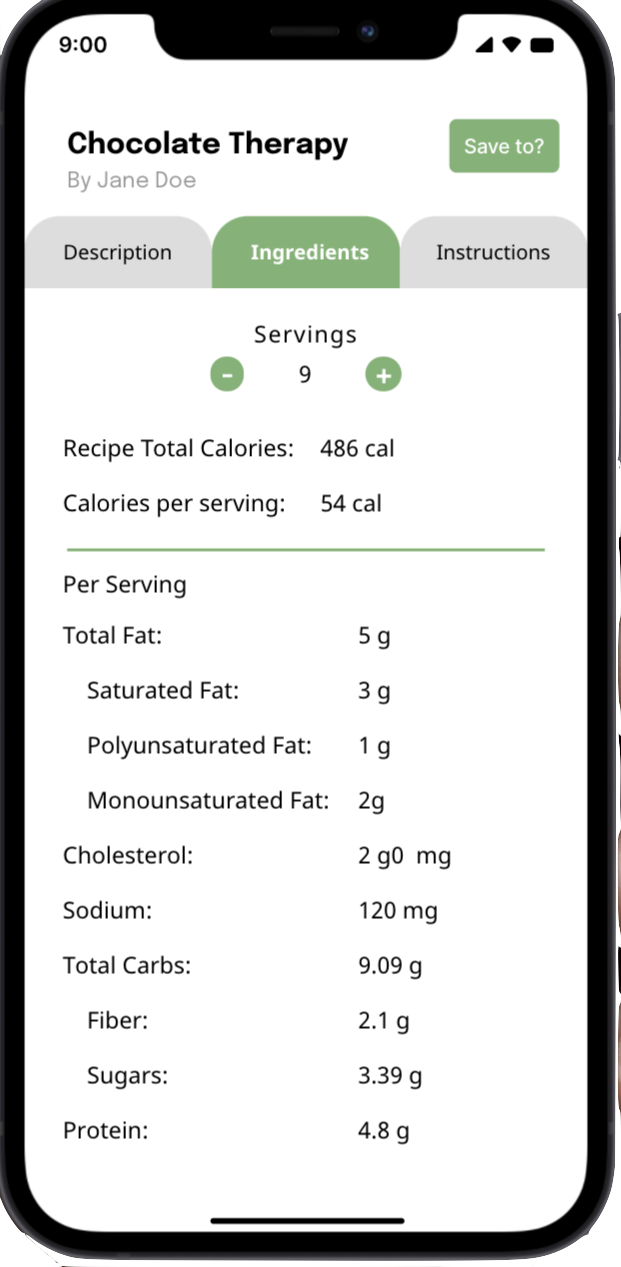 9:00
Chocolate Therapy
Save to?
By Jane Doe
Description Ingredients Instructions
Servings
- 9 +
Recipe Total Calories: 486 cal
Calories per serving: 54 cal
Per Serving
Total Fat: 5 g
Saturated Fat: 3 g
Polyunsaturated Fat: 1 g
Monounsaturated Fat: 2g
Cholesterol: 2 g0 mg
Sodium: 120 mg
Total Carbs: 9.09 g
Fiber: 2.1 g
Sugars: 3.39 g
Protein: 4.8 g